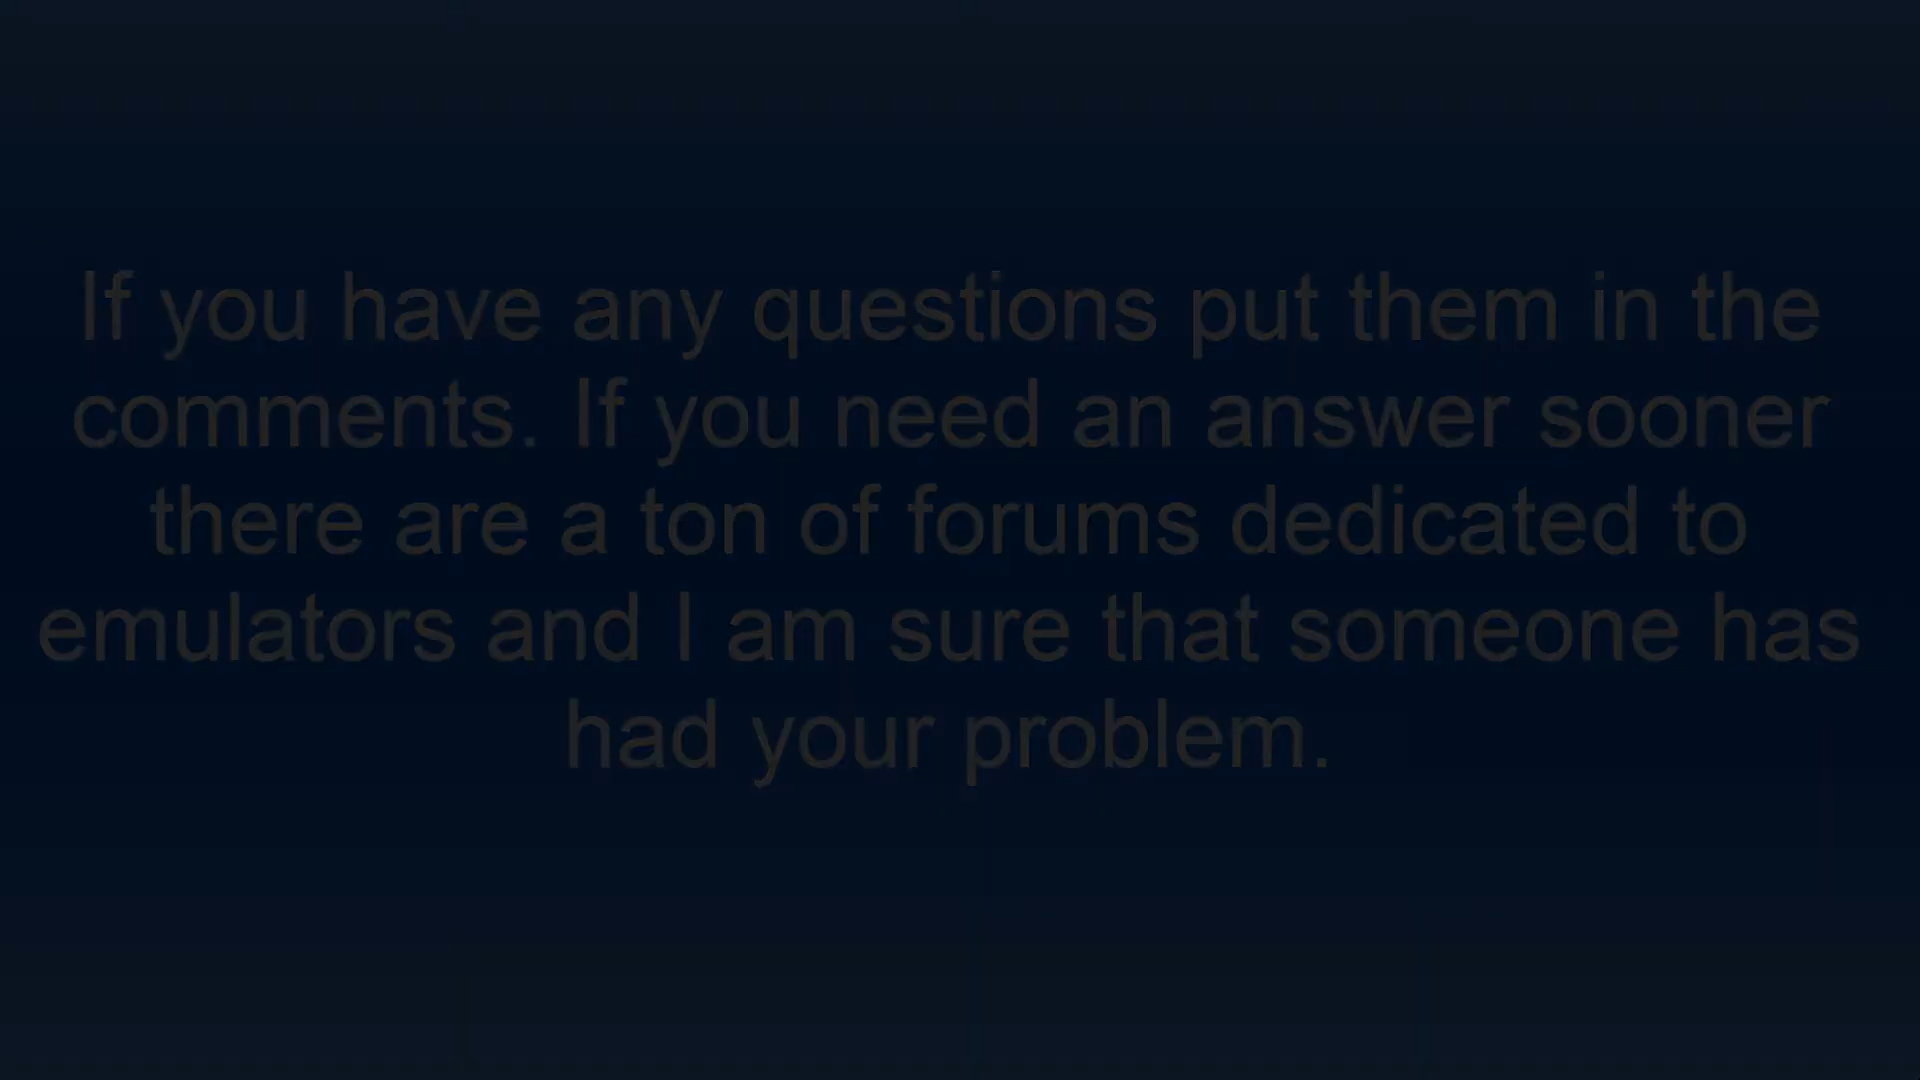 If you have any questions put them in the
comments. If you need an answer sooner
there are a ton of forums dedicated to
emulators and I am sure that someone has
had your problem.